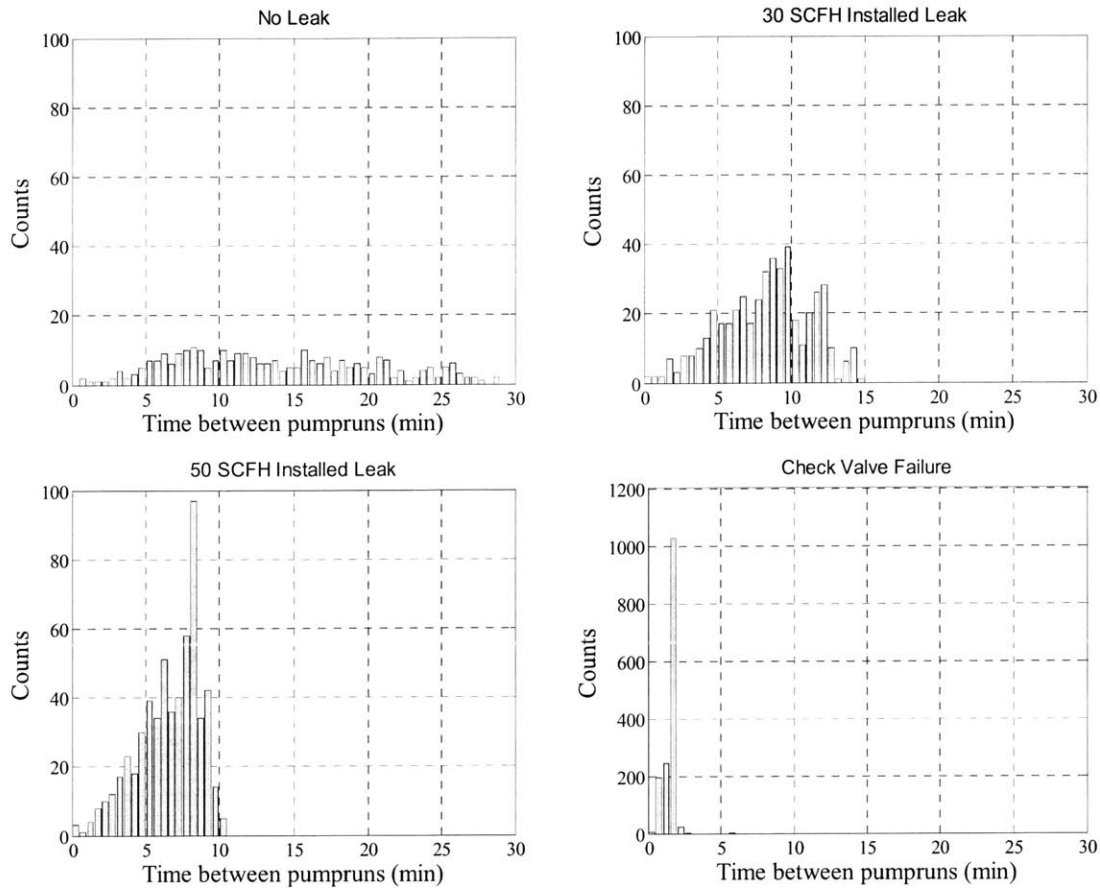 No Leak
100
80
60
40
20
0
Counts
0 5 10 15 20 25 30
Time between pumpruns (min)
30 SCFH Installed Leak
100
80
60
40
20
0
Counts
0 5 10 15 20 25 30
Time between pumpruns (min)
50 SCFH Installed Leak
100
80
60
40
20
0
Counts
0 5 10 15 20 25 30
Time between pumpruns (min)
Check Valve Failure
1200
1000
800
600
400
200
0
Counts
0 5 10 15 20 25 30
Time between pumpruns (min)